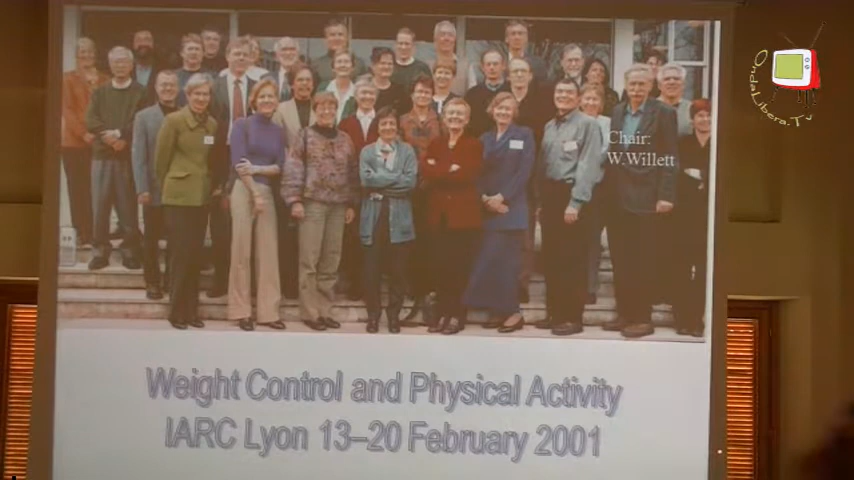 OndaLibera.Tv
Chair:
W.Willett
Weight Control and Physical Activity
IARC Lyon 13–20 February 2001